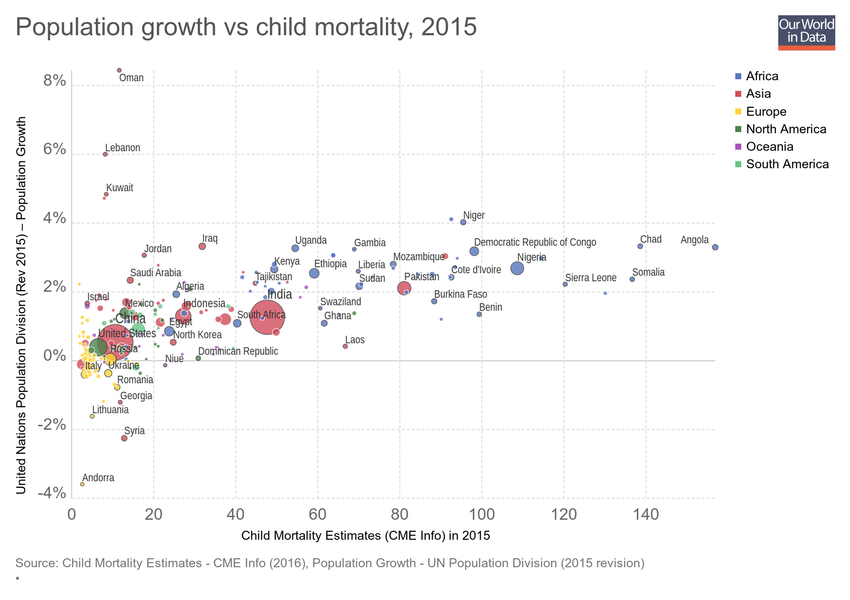 Population growth vs child mortality, 2015
Our World
in Data
United Nations Population Division (Rev 2015) – Population Growth
8%
6%
4%
2%
0%
-2%
-4%
Oman
Lebanon
Kuwait
Niger
Iraq
Uganda
Gambia
Democratic Republic of Congo
Chad
Angola
Jordan
Kenya
Ethiopia
Liberia
Mozambique
Nigeria
Saudi Arabia
Algeria
Tajikistan
Sudan
Pakistan
Cote d'Ivoire
Sierra Leone
Somalia
Israel
Mexico
Indonesia
India
Swaziland
Burkina Faso
China
Egypt
South Africa
Ghana
Benin
United States
North Korea
Laos
Russia
Dominican Republic
Italy
Ukraine
Niue
Romania
Georgia
Lithuania
Syria
Andorra
0 20 40 60 80 100 120 140
Child Mortality Estimates (CME Info) in 2015
Africa
Asia
Europe
North America
Oceania
South America
Source: Child Mortality Estimates - CME Info (2016), Population Growth - UN Population Division (2015 revision)
•